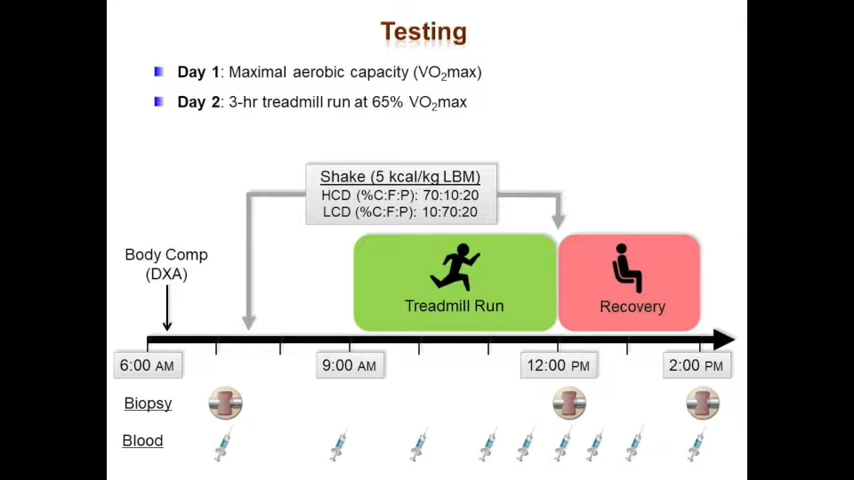 Testing
Day 1: Maximal aerobic capacity (VO₂max)
Day 2: 3-hr treadmill run at 65% VO₂max
Shake (5 kcal/kg LBM)
HCD (%C:F:P): 70:10:20
LCD (%C:F:P): 10:70:20
Body Comp
(DXA)
Treadmill Run
Recovery
6:00 AM
9:00 AM
12:00 PM
2:00 PM
Biopsy
Blood